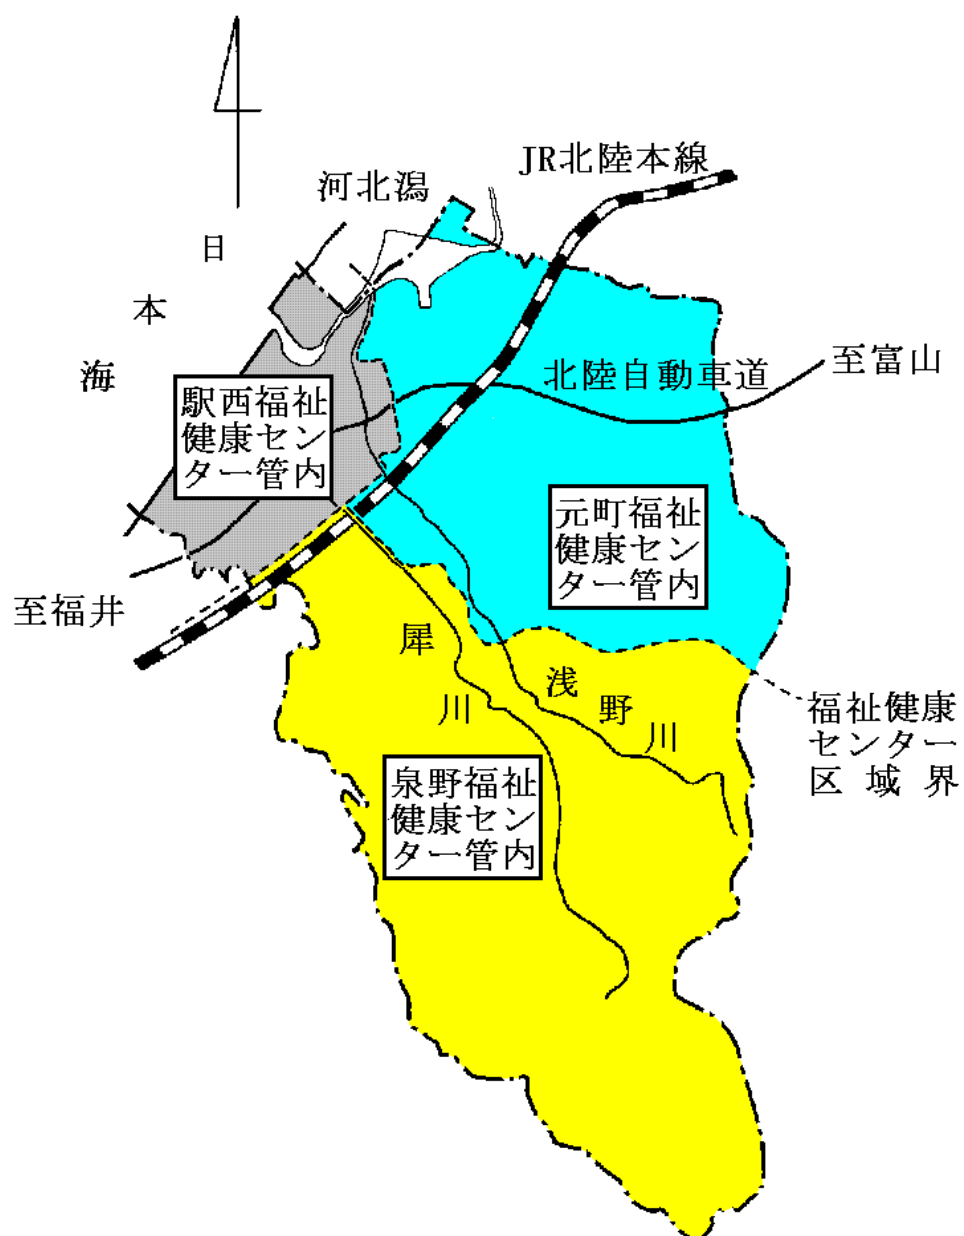 JR北陸本線
河北潟
日本海
北陸自動車道
至富山
駅西福祉
健康セン
ター管内
元町福祉
健康セン
ター管内
至福井
犀川
浅野川
福祉健康
センター
区域界
泉野福祉
健康セン
ター管内